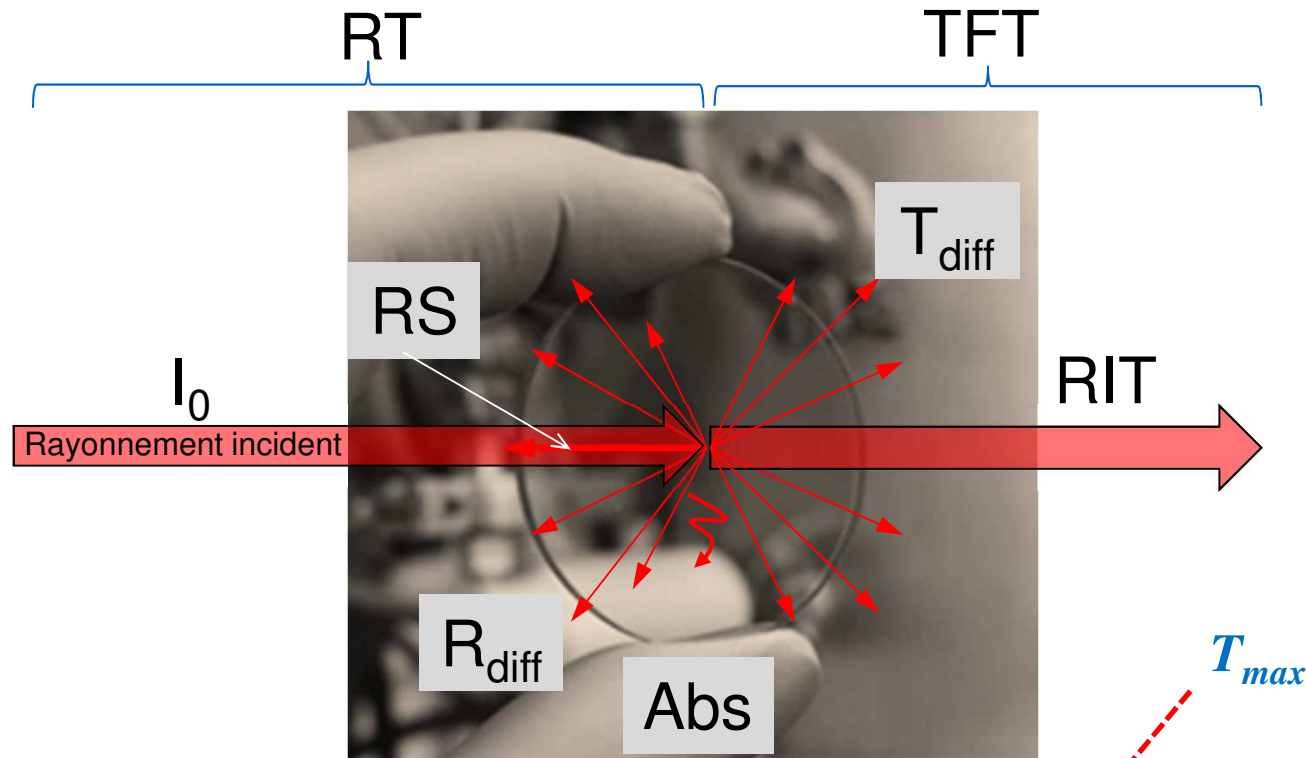 RT
TFT
T_diff
RS
I_0
RIT
Rayonnement incident
R_diff
Abs
T_max